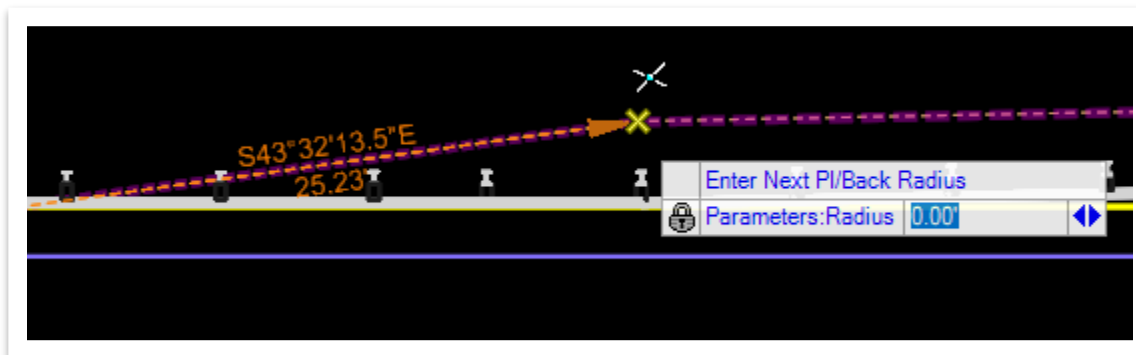 S43°32'13.5"E
25.23'
Enter Next PI/Back Radius
Parameters:Radius 0.00'